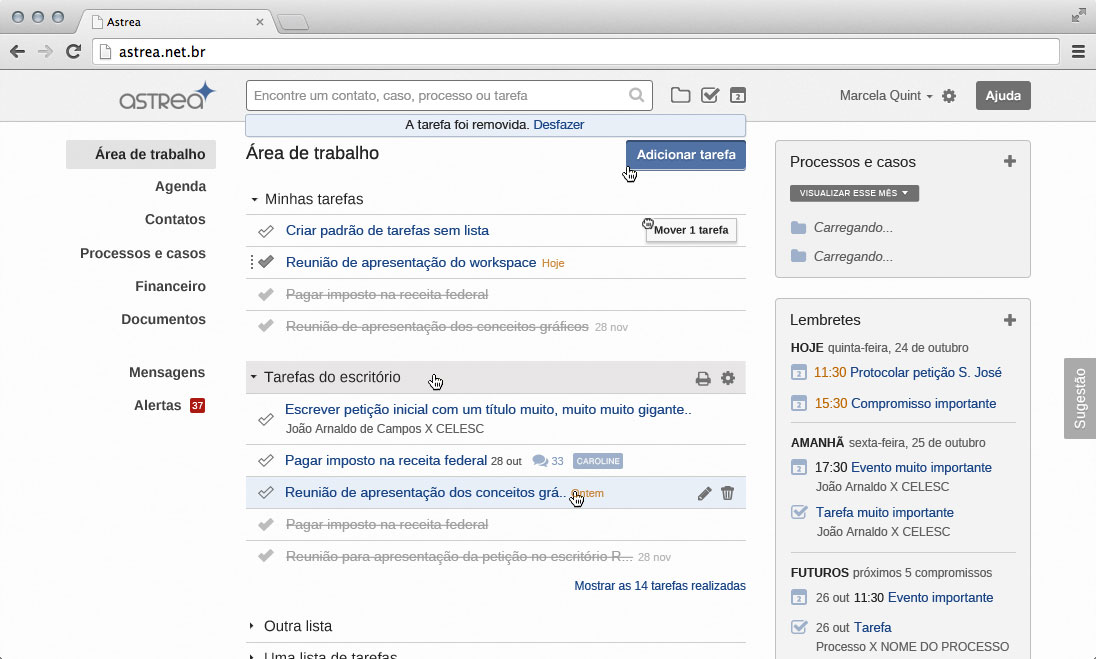 Astrea
astrea.net.br
astrea
Encontre um contato, caso, processo ou tarefa
2
Marcela Quint
Ajuda
A tarefa foi removida. Desfazer
Área de trabalho
Agenda
Contatos
Processos e casos
Financeiro
Documentos
Mensagens
Alertas 37
Área de trabalho
Adicionar tarefa
Minhas tarefas
Criar padrão de tarefas sem lista
Mover 1 tarefa
Reunião de apresentação do workspace Hoje
Pagar imposto na receita federal
Reunião de apresentação dos conceitos gráficos 28 nov
Tarefas do escritório
Escrever petição inicial com um título muito, muito muito gigante..
João Arnaldo de Campos X CELESC
Pagar imposto na receita federal 28 out 33 CAROLINE
Reunião de apresentação dos conceitos grá.. Ontem
Pagar imposto na receita federal
Reunião para apresentação da petição no escritório R... 28 nov
Mostrar as 14 tarefas realizadas
Outra lista
Uma lista de tarefas
Processos e casos
VISUALIZAR ESSE MÊS
Carregando...
Carregando...
Lembretes
HOJE quinta-feira, 24 de outubro
2 11:30 Protocolar petição S. José
2 15:30 Compromisso importante
AMANHÃ sexta-feira, 25 de outubro
2 17:30 Evento muito importante
João Arnaldo X CELESC
Tarefa muito importante
João Arnaldo X CELESC
FUTUROS próximos 5 compromissos
2 26 out 11:30 Evento importante
26 out Tarefa
Processo X NOME DO PROCESSO
Sugestão